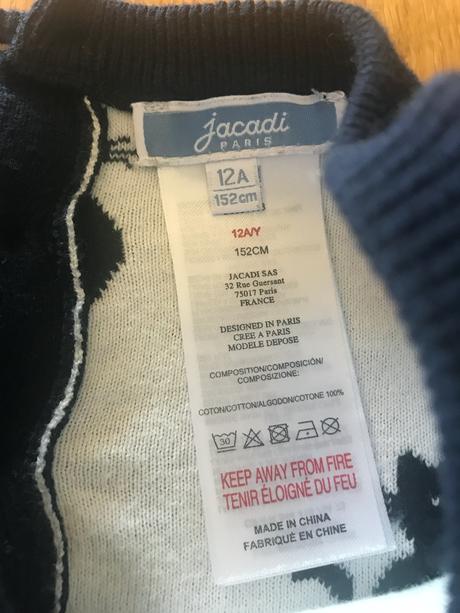 jacadi
PARIS
12A
152cm
12A/Y
152CM
JACADI SAS
32 Rue Guersant
75017 Paris
FRANCE
DESIGNED IN PARIS
CREE A PARIS
MODELE DEPOSE
COMPOSITION/COMPOSICIÓN/
COMPOSIZIONE:
COTON/COTTON/ALGODON/COTONE 100%
30
KEEP AWAY FROM FIRE
TENIR ÉLOIGNÉ DU FEU
MADE IN CHINA
FABRIQUÉ EN CHINE